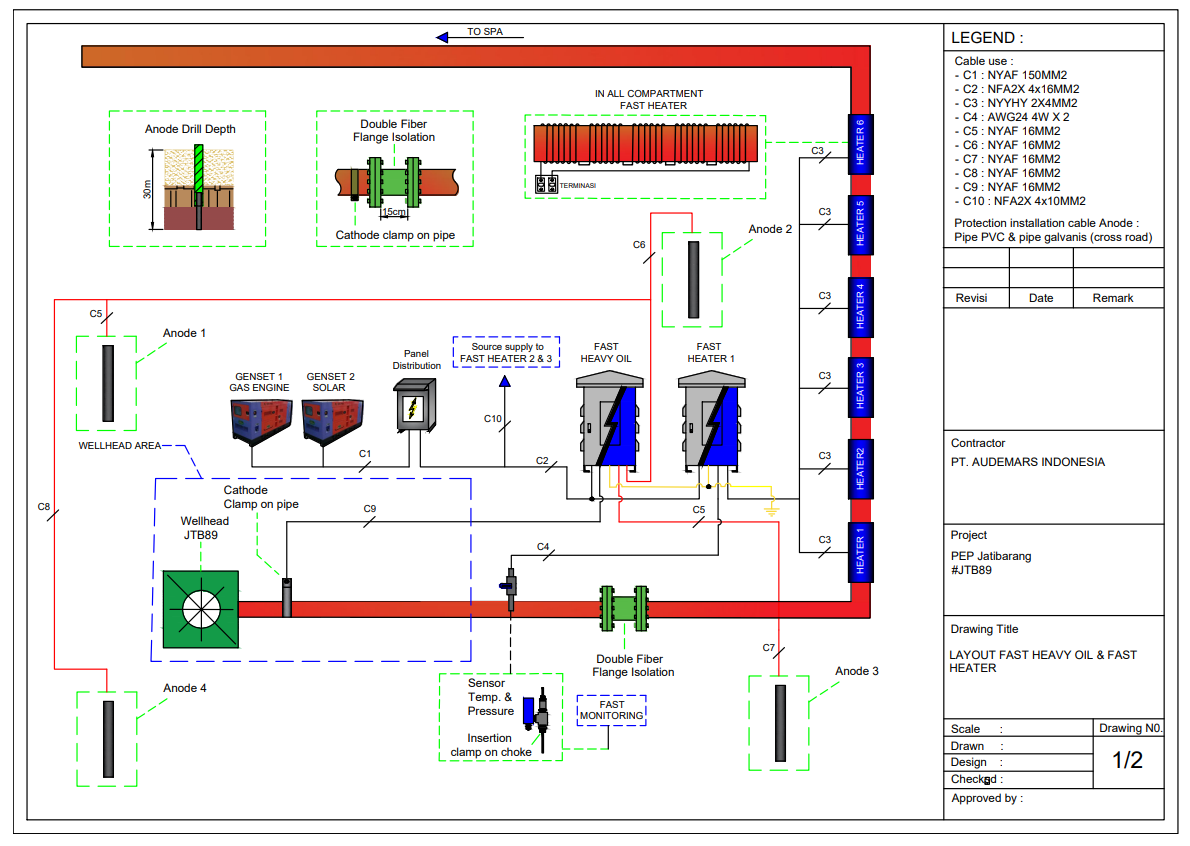 TO SPA
IN ALL COMPARTMENT
FAST HEATER
TERMINASI
Anode Drill Depth
30m
Double Fiber
Flange Isolation
15cm
Cathode clamp on pipe
C3
HEATER 6
C3
HEATER 5
C3
HEATER 4
C3
HEATER 3
C3
HEATER2
C3
HEATER 1
C6
Anode 2
C5
Anode 1
Source supply to
FAST HEATER 2 & 3
FAST
HEAVY OIL
FAST
HEATER 1
Panel
Distribution
GENSET 1
GAS ENGINE
GENSET 2
SOLAR
C10
C1
C2
WELLHEAD AREA
C8
Cathode
Clamp on pipe
C9
C5
Wellhead
JTB89
C4
Double Fiber
Flange Isolation
C7
Anode 3
Anode 4
Sensor
Temp. &
Pressure
Insertion
clamp on choke
FAST
MONITORING
LEGEND :
Cable use :
- C1 : NYAF 150MM2
- C2 : NFA2X 4x16MM2
- C3 : NYYHY 2X4MM2
- C4 : AWG24 4W X 2
- C5 : NYAF 16MM2
- C6 : NYAF 16MM2
- C7 : NYAF 16MM2
- C8 : NYAF 16MM2
- C9 : NYAF 16MM2
- C10 : NFA2X 4x10MM2
Protection installation cable Anode :
Pipe PVC & pipe galvanis (cross road)
Revisi Date Remark
Contractor
PT. AUDEMARS INDONESIA
Project
PEP Jatibarang
#JTB89
Drawing Title
LAYOUT FAST HEAVY OIL & FAST
HEATER
Scale :
Drawing N0.
Drawn :
Design :
1/2
Checked :
Approved by :